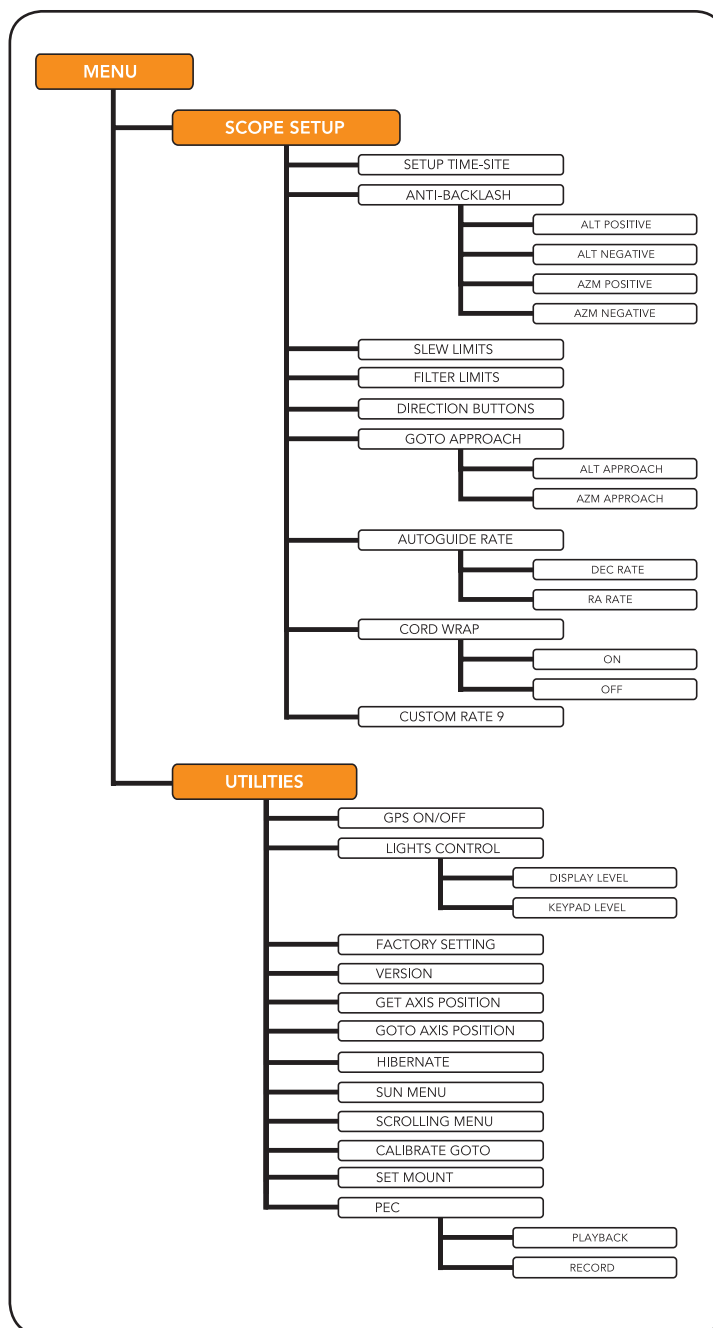 MENU
SCOPE SETUP
SETUP TIME-SITE
ANTI-BACKLASH
ALT POSITIVE
ALT NEGATIVE
AZM POSITIVE
AZM NEGATIVE
SLEW LIMITS
FILTER LIMITS
DIRECTION BUTTONS
GOTO APPROACH
ALT APPROACH
AZM APPROACH
AUTOGUIDE RATE
DEC RATE
RA RATE
CORD WRAP
ON
OFF
CUSTOM RATE 9
UTILITIES
GPS ON/OFF
LIGHTS CONTROL
DISPLAY LEVEL
KEYPAD LEVEL
FACTORY SETTING
VERSION
GET AXIS POSITION
GOTO AXIS POSITION
HIBERNATE
SUN MENU
SCROLLING MENU
CALIBRATE GOTO
SET MOUNT
PEC
PLAYBACK
RECORD